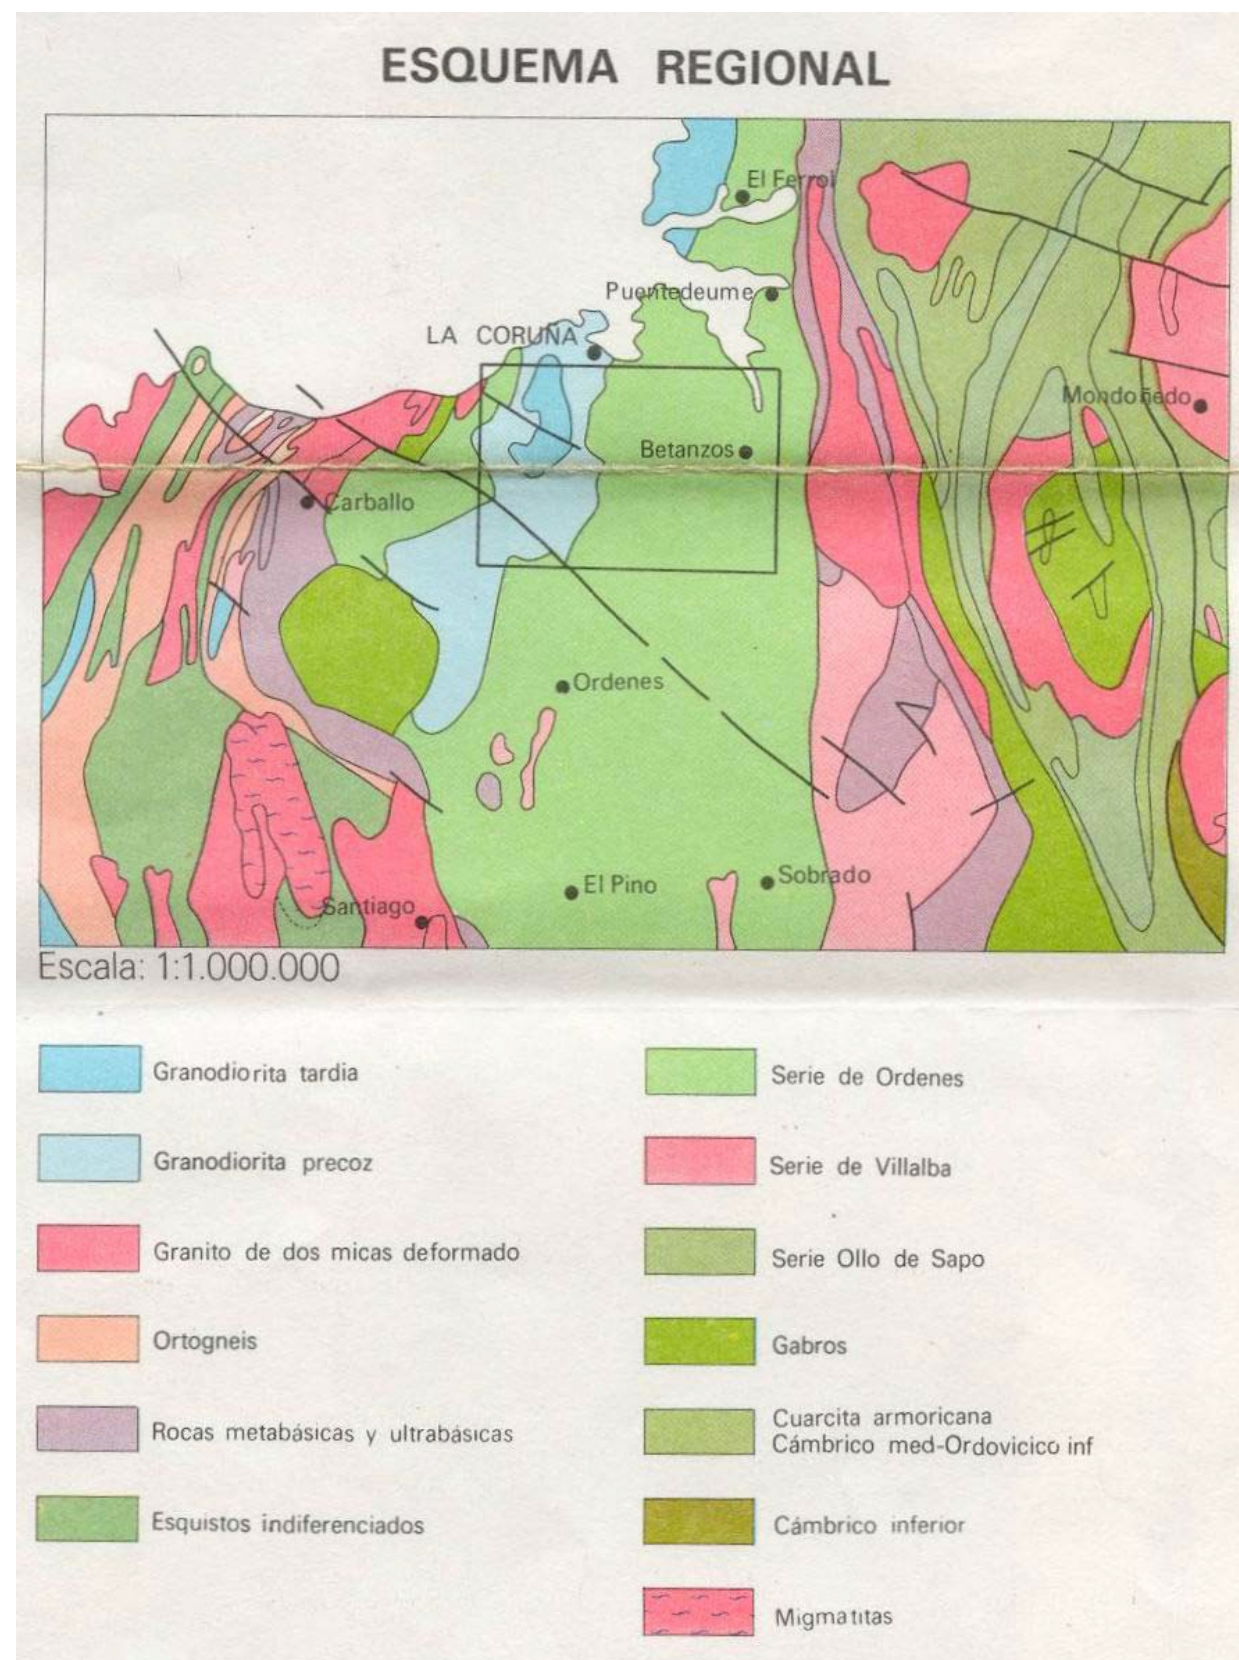 ESQUEMA REGIONAL
El Ferrol
Puentedeume
LA CORUÑA
Mondoñedo
Betanzos
Carballo
Ordenes
El Pino
Sobrado
Santiago
Escala: 1:1.000.000
Granodiorita tardia
Granodiorita precoz
Granito de dos micas deformado
Ortogneis
Rocas metabásicas y ultrabásicas
Esquistos indiferenciados
Serie de Ordenes
Serie de Villalba
Serie Ollo de Sapo
Gabros
Cuarcita armoricana
Cámbrico med-Ordovicico inf
Cámbrico inferior
Migmatitas